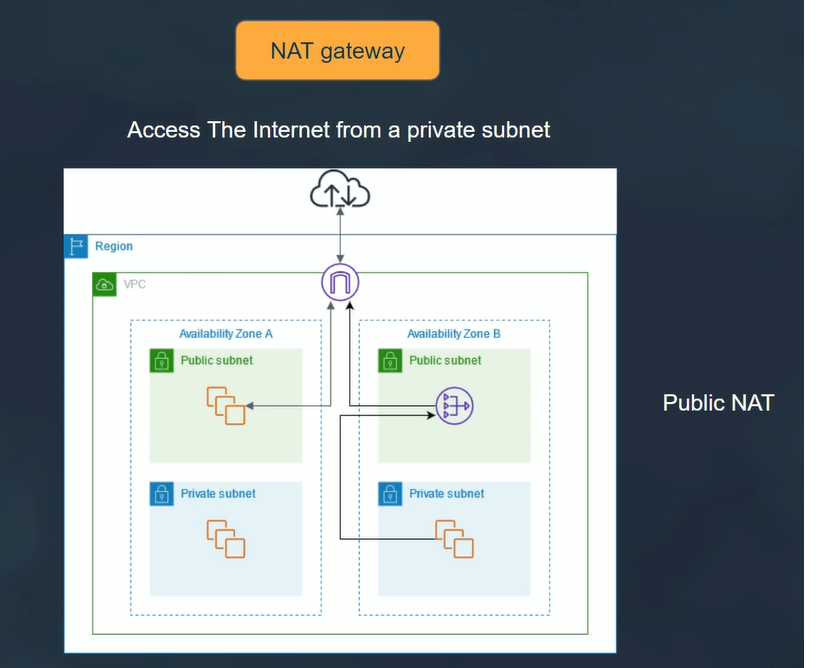 NAT gateway
Access The Internet from a private subnet
Region
VPC
Availability Zone A
Availability Zone B
Public subnet
Public subnet
Public NAT
Private subnet
Private subnet